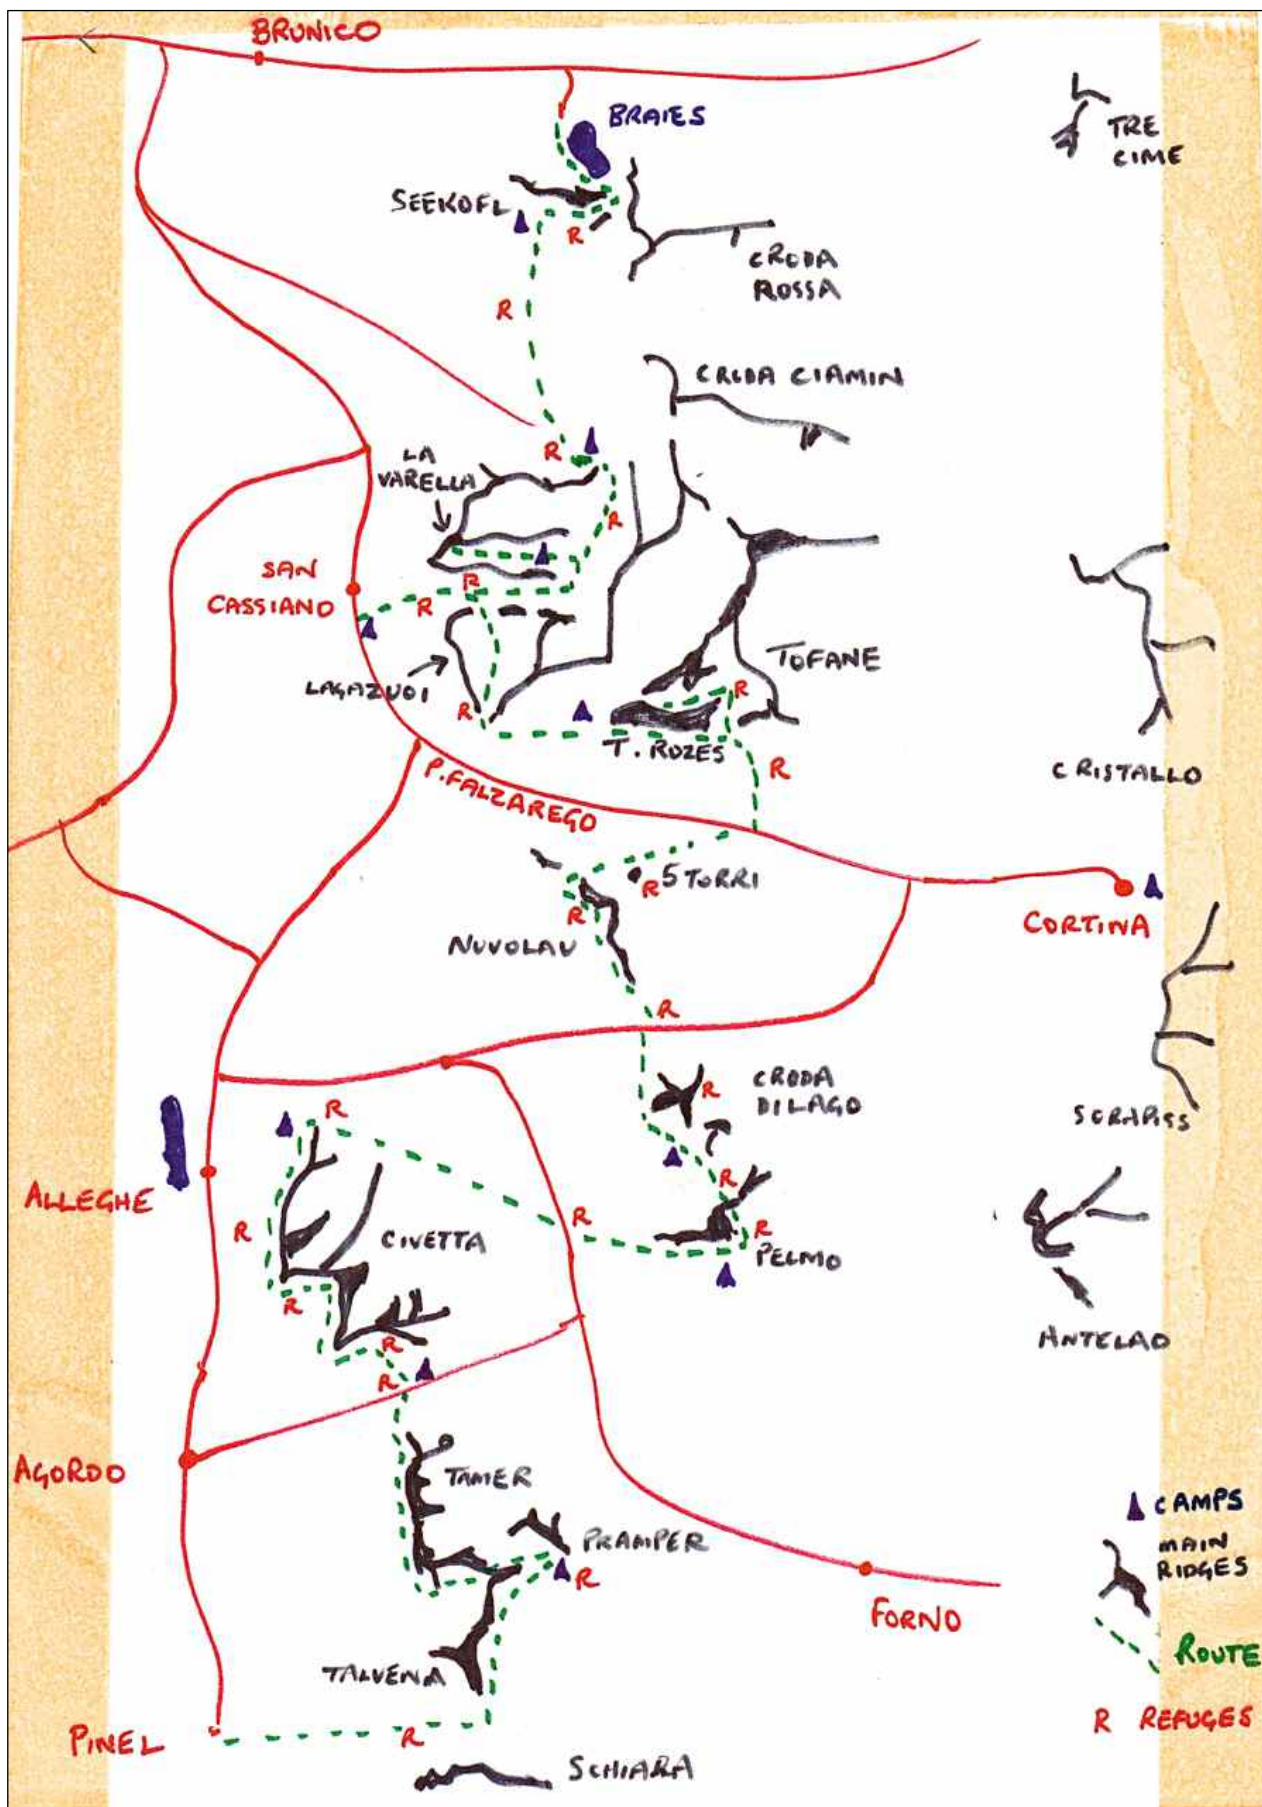 BRUNICO
BRAIES
TRE
CIME
SEEKOFL
R
CRODA
ROSSA
R
CRODA CIAMIN
LA
VARELLA
R
R
SAN
CASSIANO
R
R
TOFANE
LAGAZUOI
R
R
T. ROZES
R
CRISTALLO
P. FALZAREGO
R
5 TORRI
CORTINA
R
NUVOLAU
R
CRODA
DILAGO
R
SORAPISS
R
ALLEGHE
R
R
R
R
CIVETTA
PELMO
R
ANTELAO
R
R
AGORDO
TAMER
CAMPS
PRAMPER
MAIN
RIDGES
R
FORNO
TALVENA
ROUTE
R REFUGES
PINEL
R
SCHIARA